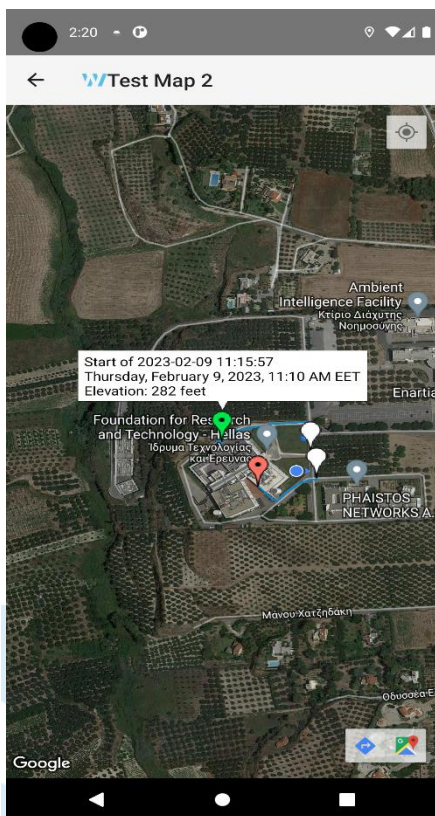 2:20
Test Map 2
Ambient
Intelligence Facility
Κτίριο Διάχυτης
Νοημοσύνης
Start of 2023-02-09 11:15:57
Thursday, February 9, 2023, 11:10 AM EET
Elevation: 282 feet
Enartia
Foundation for Research
and Technology - Hellas
Ίδρυμα Τεχνολογίας
και Έρευνας
PHAISTOS
NETWORKS A.
Μάνου Χατζηδάκη
Οδυσσέα Ε
Google